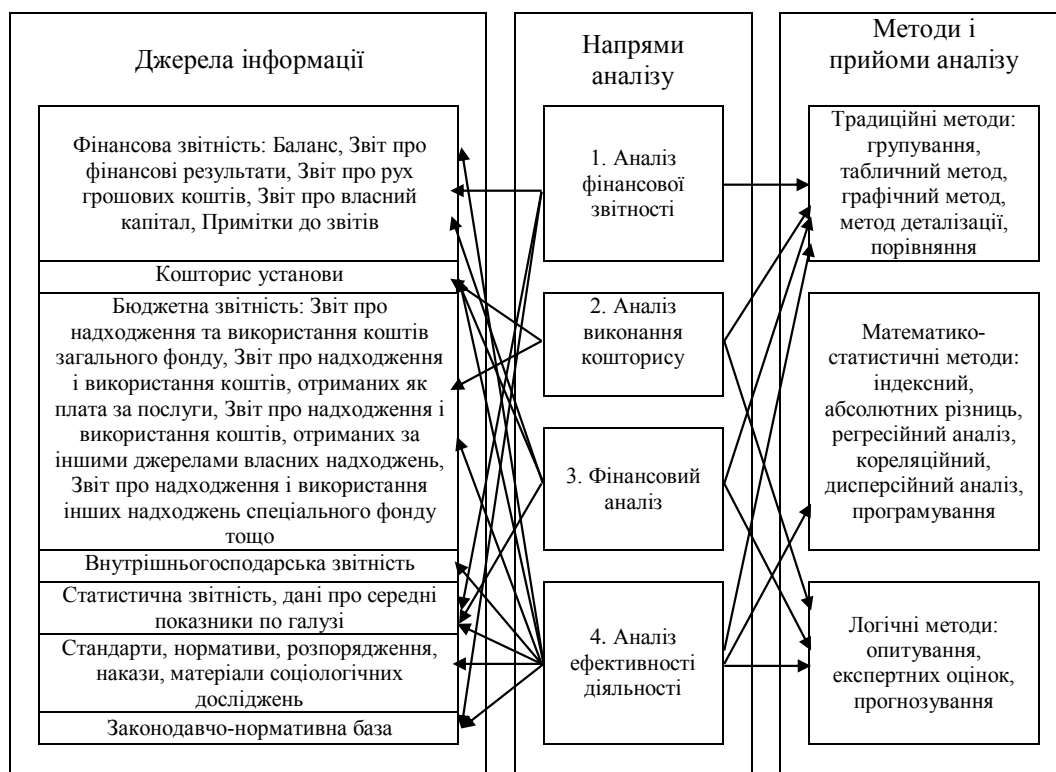 Джерела інформації
Фінансова звітність: Баланс, Звіт про
фінансові результати, Звіт про рух
грошових коштів, Звіт про власний
капітал, Примітки до звітів
Кошторис установи
Бюджетна звітність: Звіт про
надходження та використання коштів
загального фонду, Звіт про надходження
і використання коштів, отриманих як
плата за послуги, Звіт про надходження і
використання коштів, отриманих за
іншими джерелами власних надходжень,
Звіт про надходження і використання
інших надходжень спеціального фонду
тощо
Внутрішньогосподарська звітність
Статистична звітність, дані про середні
показники по галузі
Стандарти, нормативи, розпорядження,
накази, матеріали соціологічних
досліджень
Законодавчо-нормативна база
Напрями
аналізу
1. Аналіз
фінансової
звітності
2. Аналіз
виконання
кошторису
3. Фінансовий
аналіз
4. Аналіз
ефективності
діяльності
Методи і
прийоми аналізу
Традиційні методи:
групування,
табличний метод,
графічний метод,
метод деталізації,
порівняння
Математико-
статистичні методи:
індексний,
абсолютних різниць,
регресійний аналіз,
кореляційний,
дисперсійний аналіз,
програмування
Логічні методи:
опитування,
експертних оцінок,
прогнозування